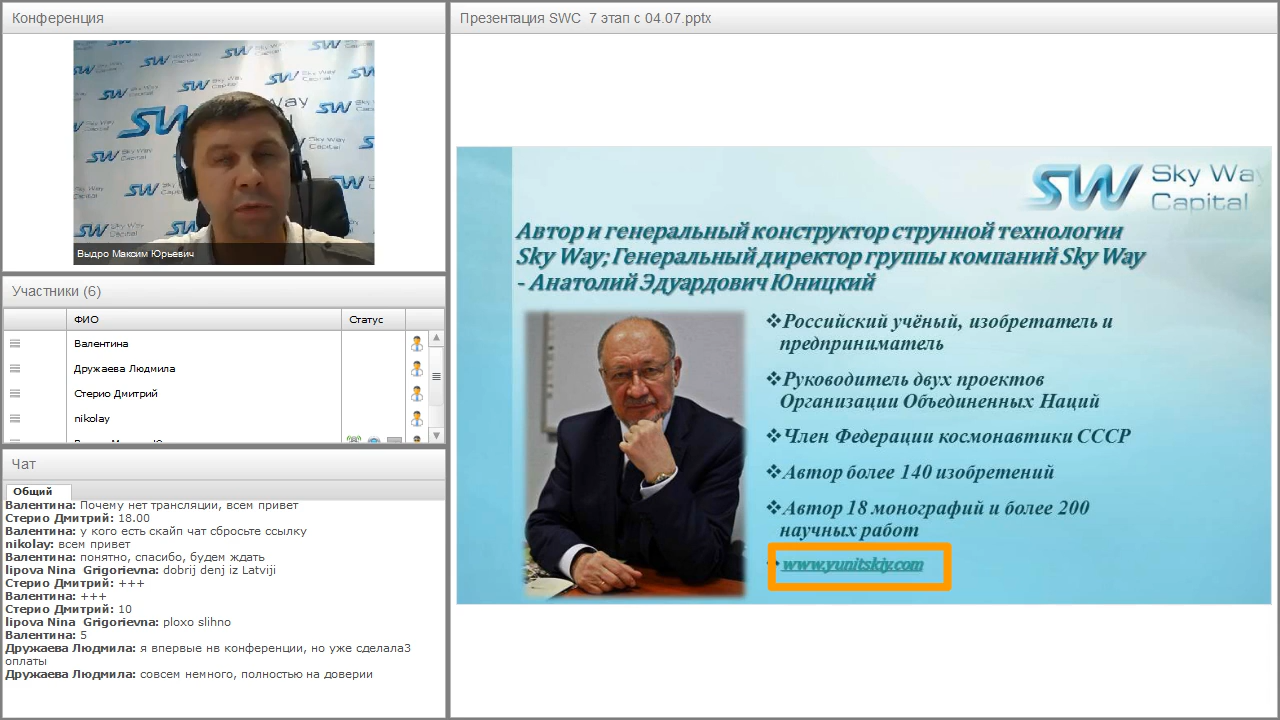 Конференция
SW Sky Way Capital
Выдро Максим Юрьевич
Участники (6)
ФИО Статус
Валентина
Дружаева Людмила
Стерио Дмитрий
nikolay
Чат
Общий
Валентина: Почему нет трансляции, всем привет
Стерио Дмитрий: 18.00
Валентина: у кого есть скайп чат сбросьте ссылку
nikolay: всем привет
Валентина: понятно, спасибо, будем ждать
lipova Nina Grigorievna: dobrij denj iz Latviji
Стерио Дмитрий: +++
Валентина: +++
Стерио Дмитрий: 10
lipova Nina Grigorievna: ploxo slihno
Валентина: 5
Дружаева Людмила: я впервые нв конференции, но уже сделала3
оплаты
Дружаева Людмила: совсем немного, полностью на доверии
Презентация SWC 7 этап с 04.07.pptx
SW Sky Way
Capital
Автор и генеральный конструктор струнной технологии
Sky Way; Генеральный директор группы компаний Sky Way
- Анатолий Эдуардович Юницкий
❖Российский учёный, изобретатель и
предприниматель
❖Руководитель двух проектов
Организации Объединенных Наций
❖Член Федерации космонавтики СССР
❖Автор более 140 изобретений
❖Автор 18 монографий и более 200
научных работ
www.yunitskiy.com